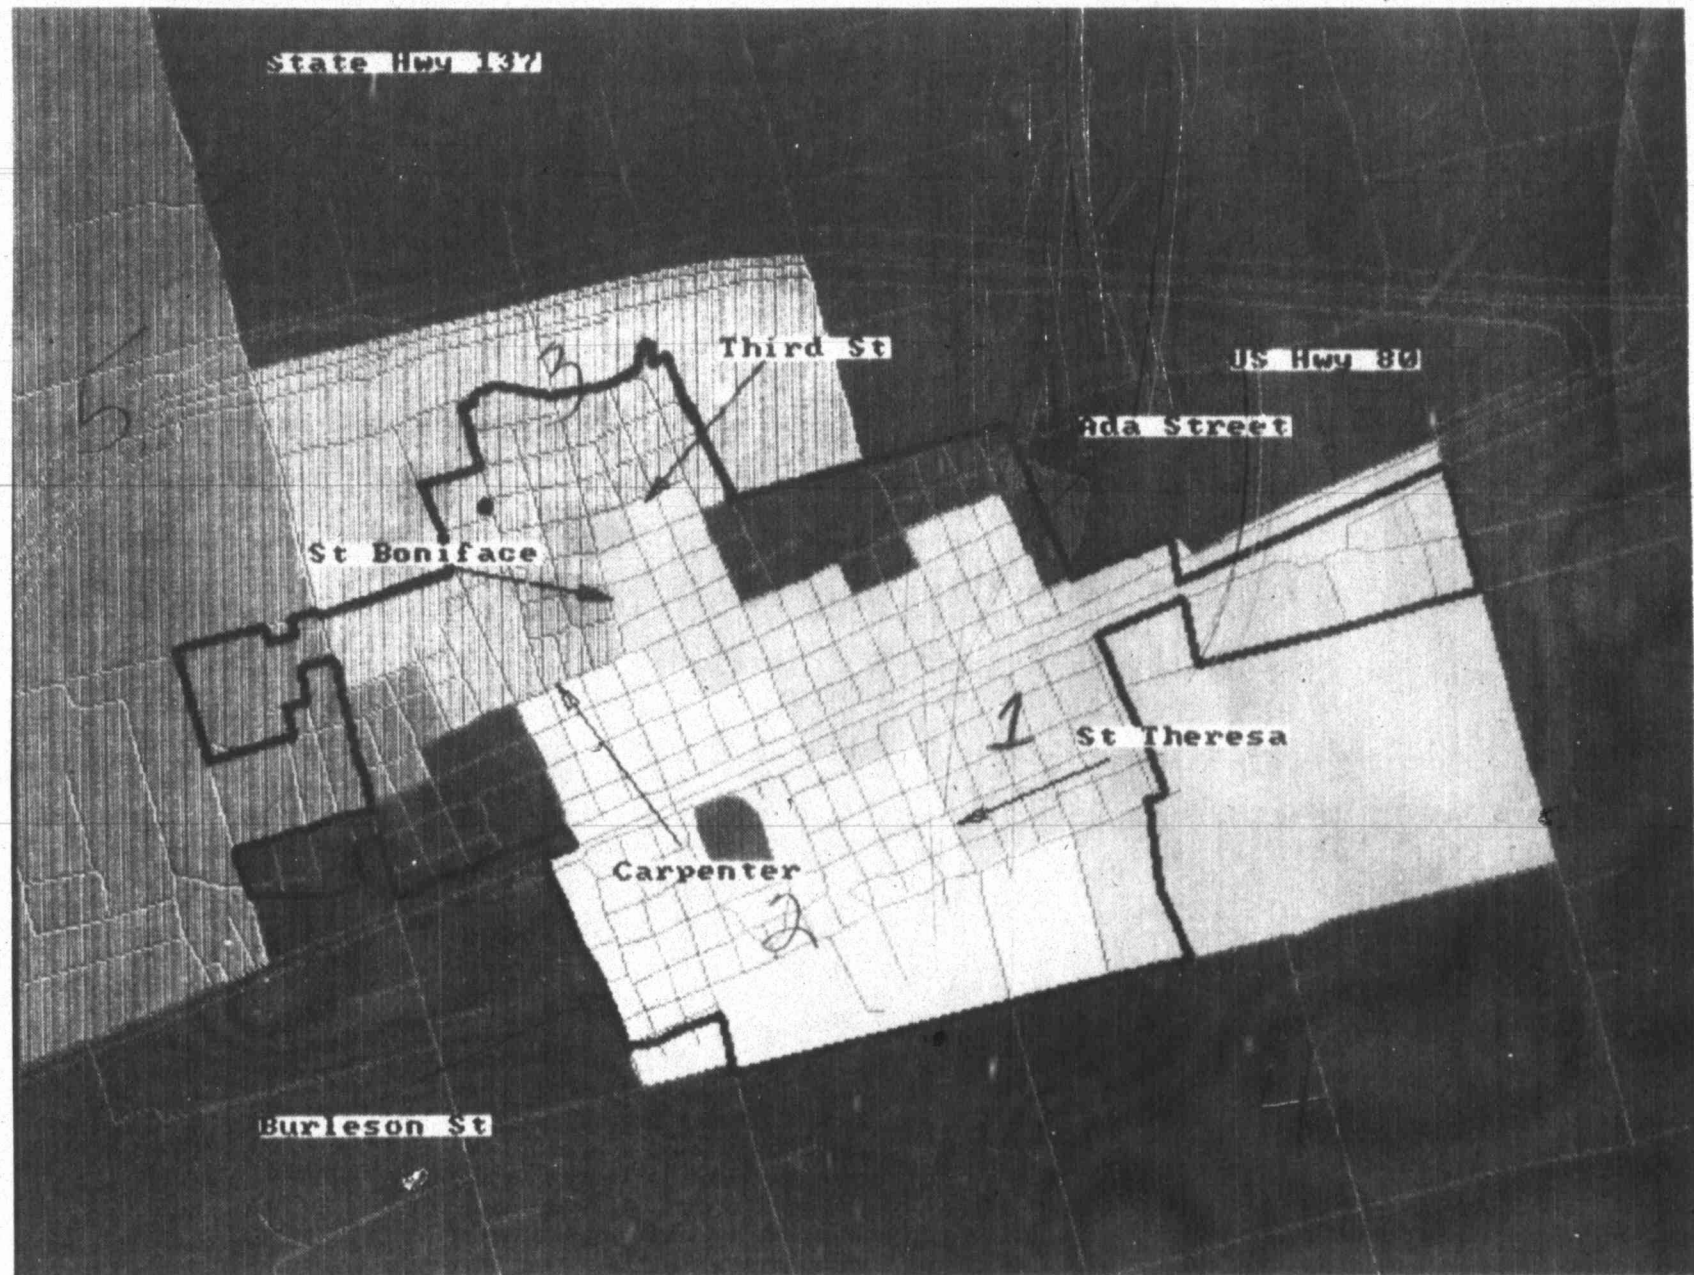 State Hwy 137
Third St
3
US Hwy 80
5
Ada Street
St Boniface
1
St Theresa
Carpenter
2
Burleson St